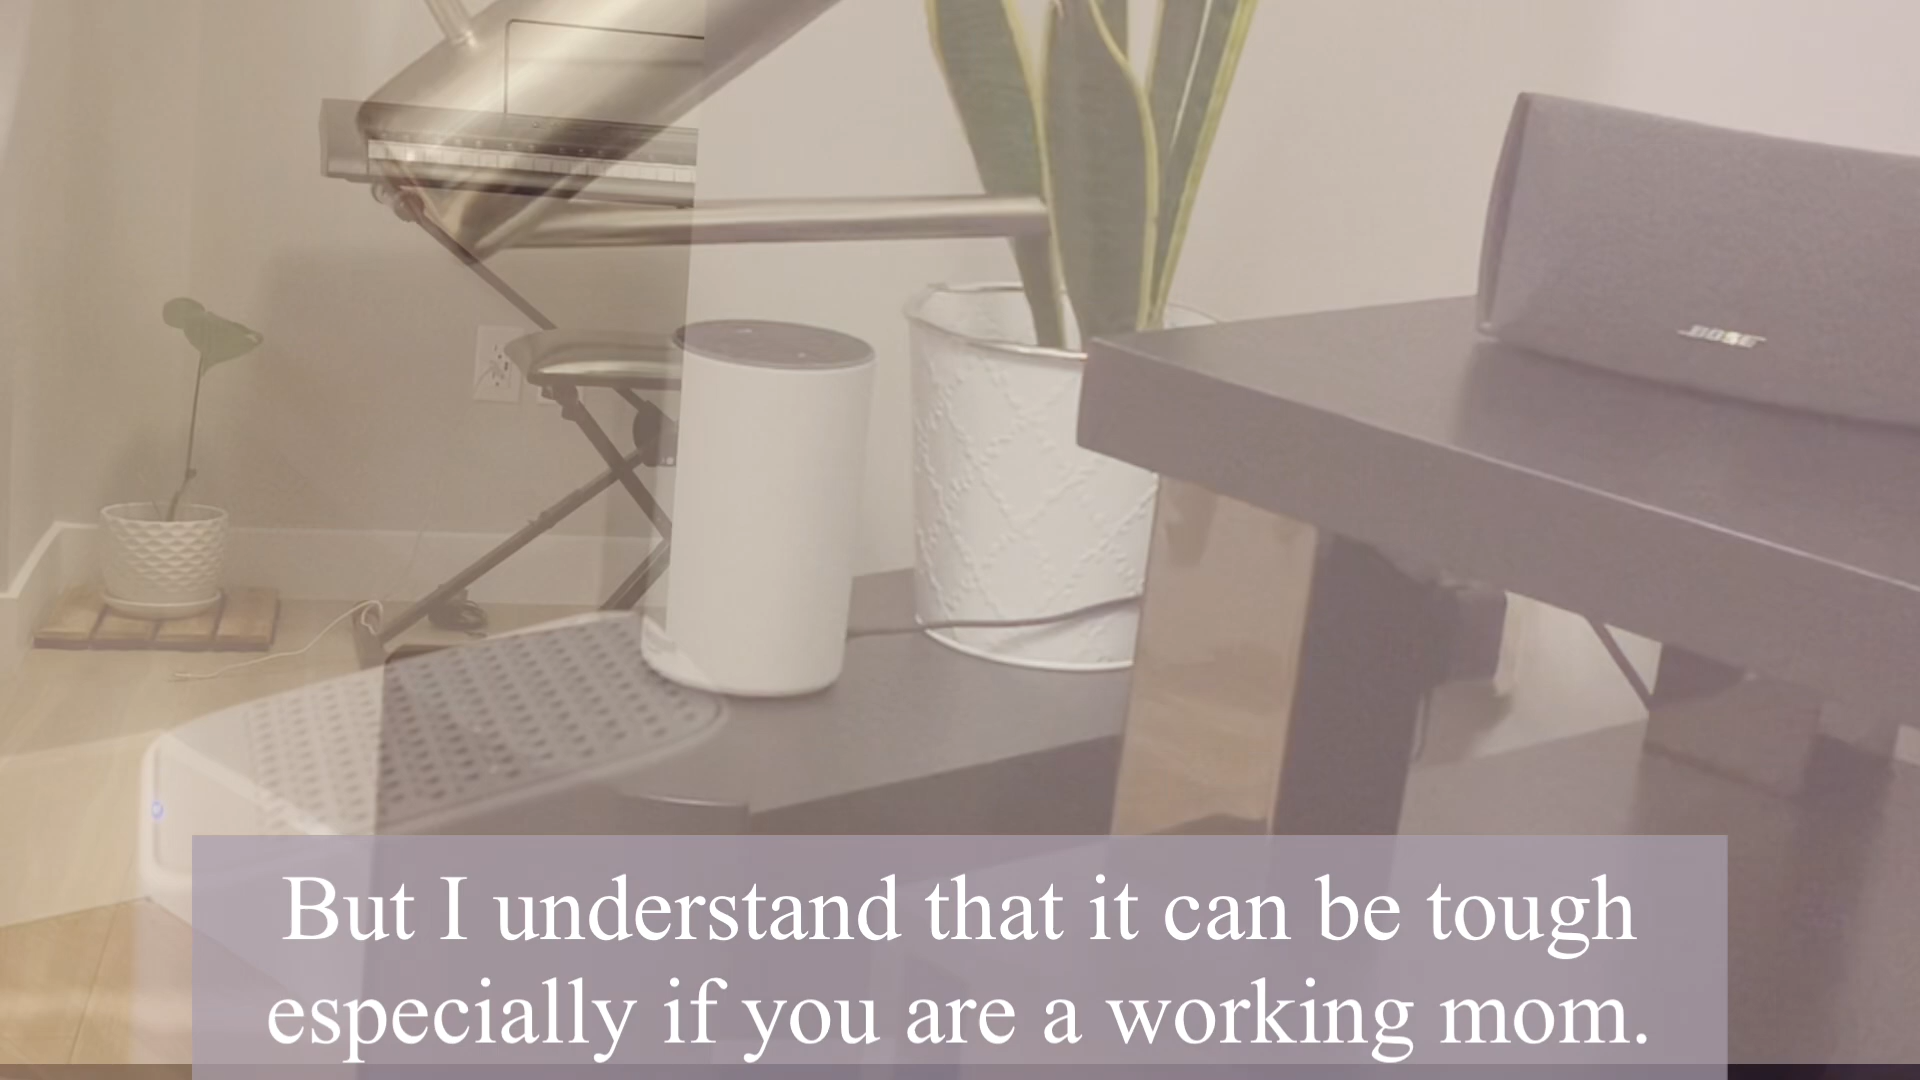 BOSE
But I understand that it can be tough
especially if you are a working mom.